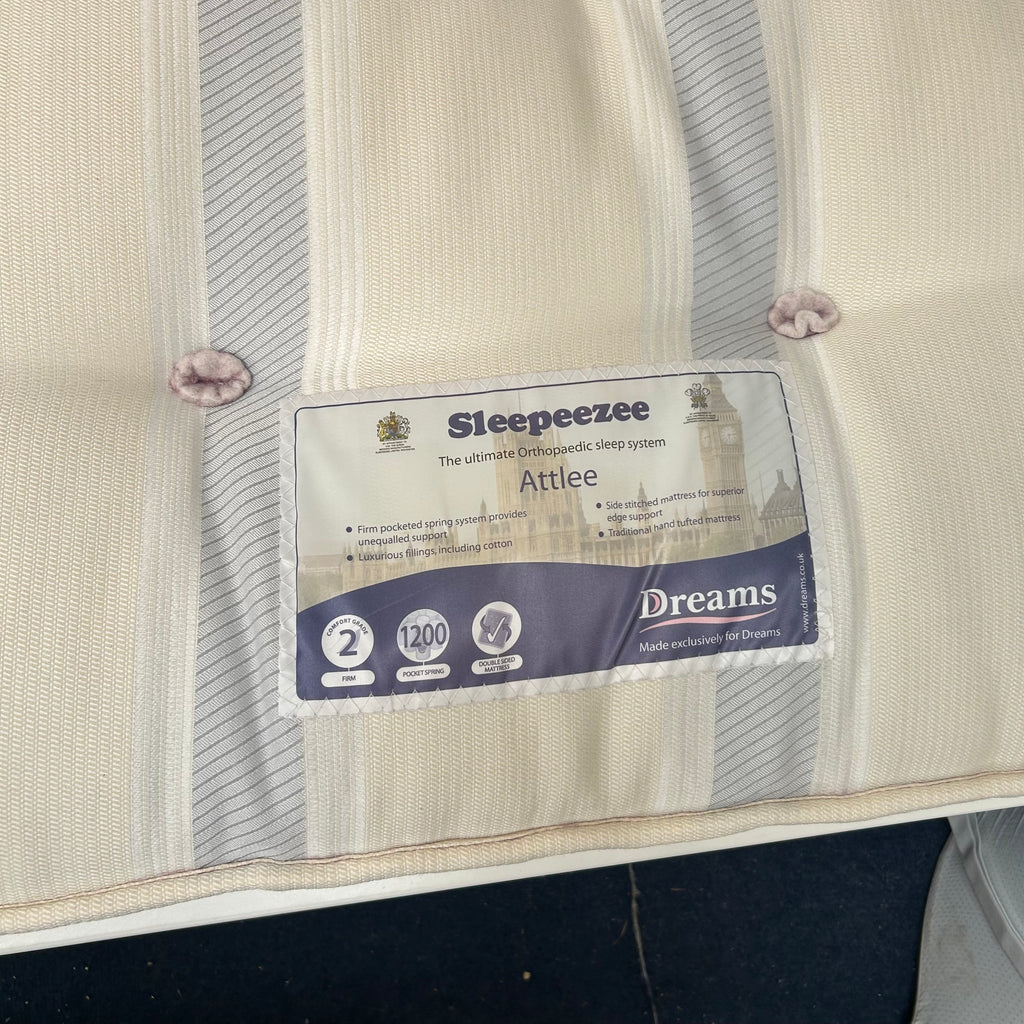 Sleepeezee
The ultimate Orthopaedic sleep system
Attlee
• Firm pocketed spring system provides
unequalled support
• Luxurious fillings, including cotton
• Side stitched mattress for superior
edge support
• Traditional hand tufted mattress
COMFORT GRADE
2
FIRM
1200
POCKET SPRING
DOUBLE SIDED
MATTRESS
Dreams
Made exclusively for Dreams
www.dreams.co.uk